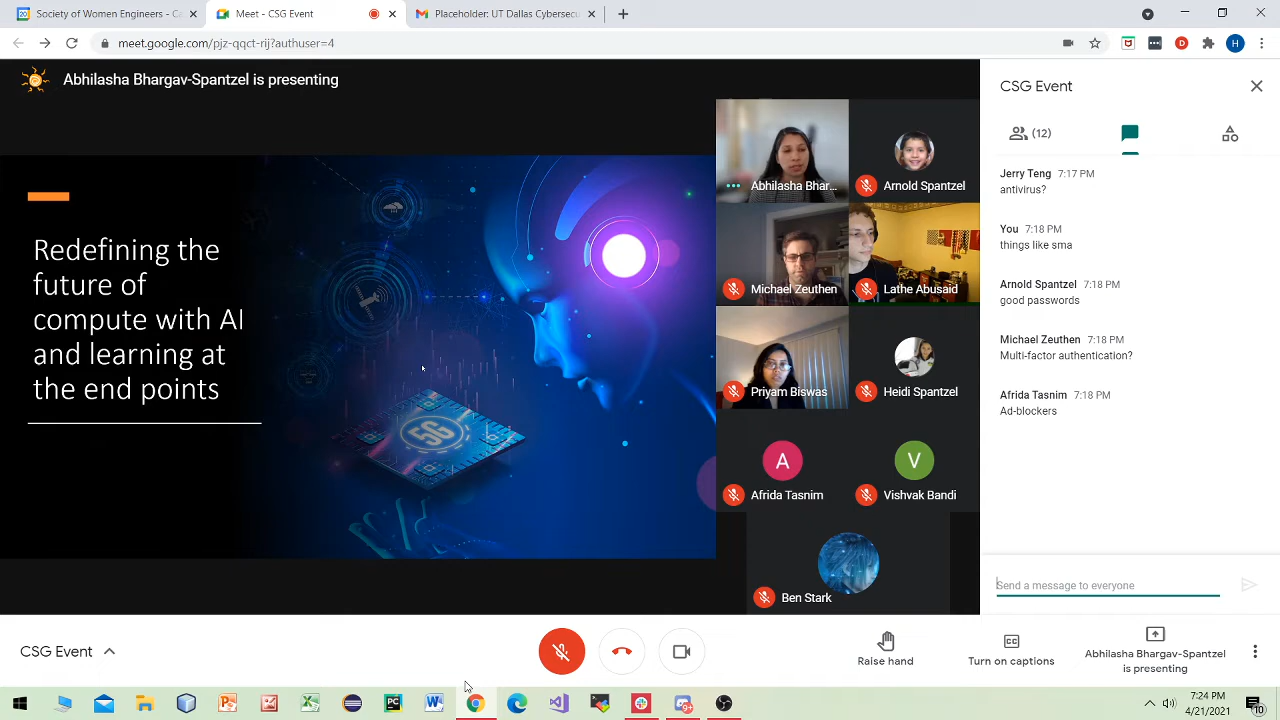 Society of Women Engineers - Ca
Meet - CSG Event
Placeholder: UT Dallas Cybersecu
meet.google.com/pjz-qqct-rij?authuser=4
H
Abhilasha Bhargav-Spantzel is presenting
Redefining the
future of
compute with AI
and learning at
the end points
5G
Abhilasha Bhar...
Arnold Spantzel
Michael Zeuthen
Lathe Abusaid
Priyam Biswas
Heidi Spantzel
A
Afrida Tasnim
V
Vishvak Bandi
Ben Stark
CSG Event
(12)
Jerry Teng 7:17 PM
antivirus?
You 7:18 PM
things like sma
Arnold Spantzel 7:18 PM
good passwords
Michael Zeuthen 7:18 PM
Multi-factor authentication?
Afrida Tasnim 7:18 PM
Ad-blockers
Send a message to everyone
CSG Event
Raise hand
CC
Turn on captions
Abhilasha Bhargav-Spantzel
is presenting
7:24 PM
4/21/2021